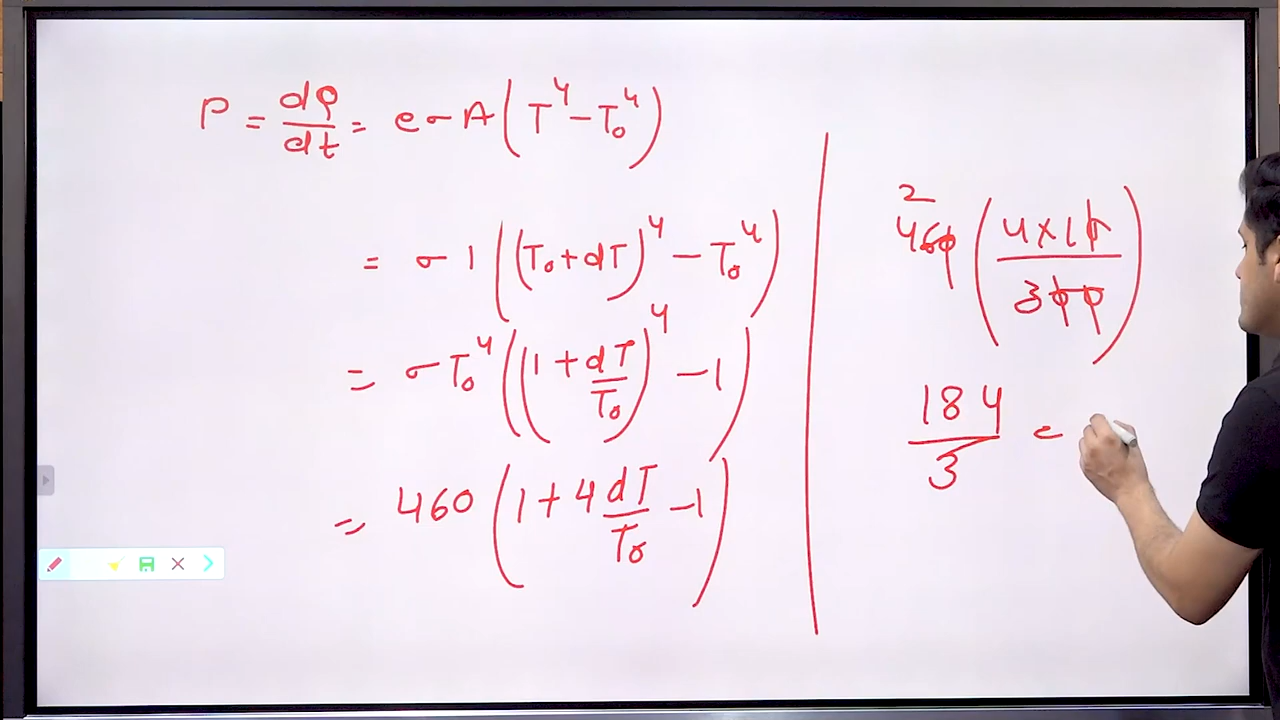 P = dQ/dt = eσA(T⁴ − T₀⁴)
= σ 1((T₀+dT)⁴ − T₀⁴)
= σT₀⁴((1 + dT/T₀)⁴ − 1)
= 460(1 + 4 dT/T₀ − 1)
2
460(4×10/300)
184/3 =